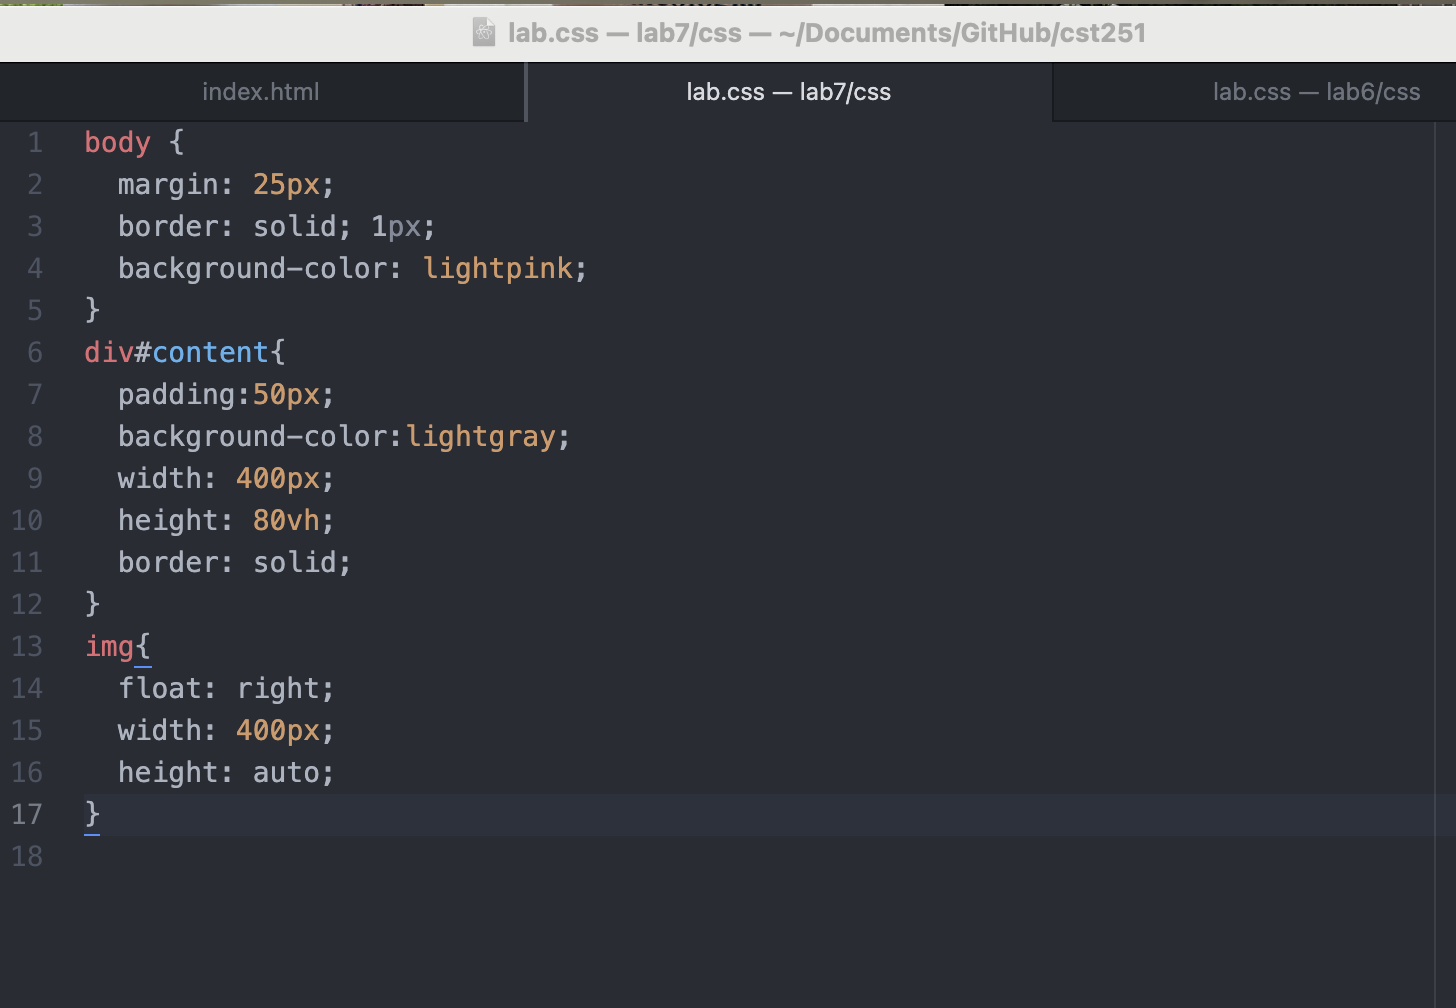 lab.css — lab7/css — ~/Documents/GitHub/cst251
index.html lab.css — lab7/css lab.css — lab6/css
1 body {
2   margin: 25px;
3   border: solid; 1px;
4   background-color: lightpink;
5 }
6 div#content{
7   padding:50px;
8   background-color:lightgray;
9   width: 400px;
10   height: 80vh;
11   border: solid;
12 }
13 img{
14   float: right;
15   width: 400px;
16   height: auto;
17 }
18